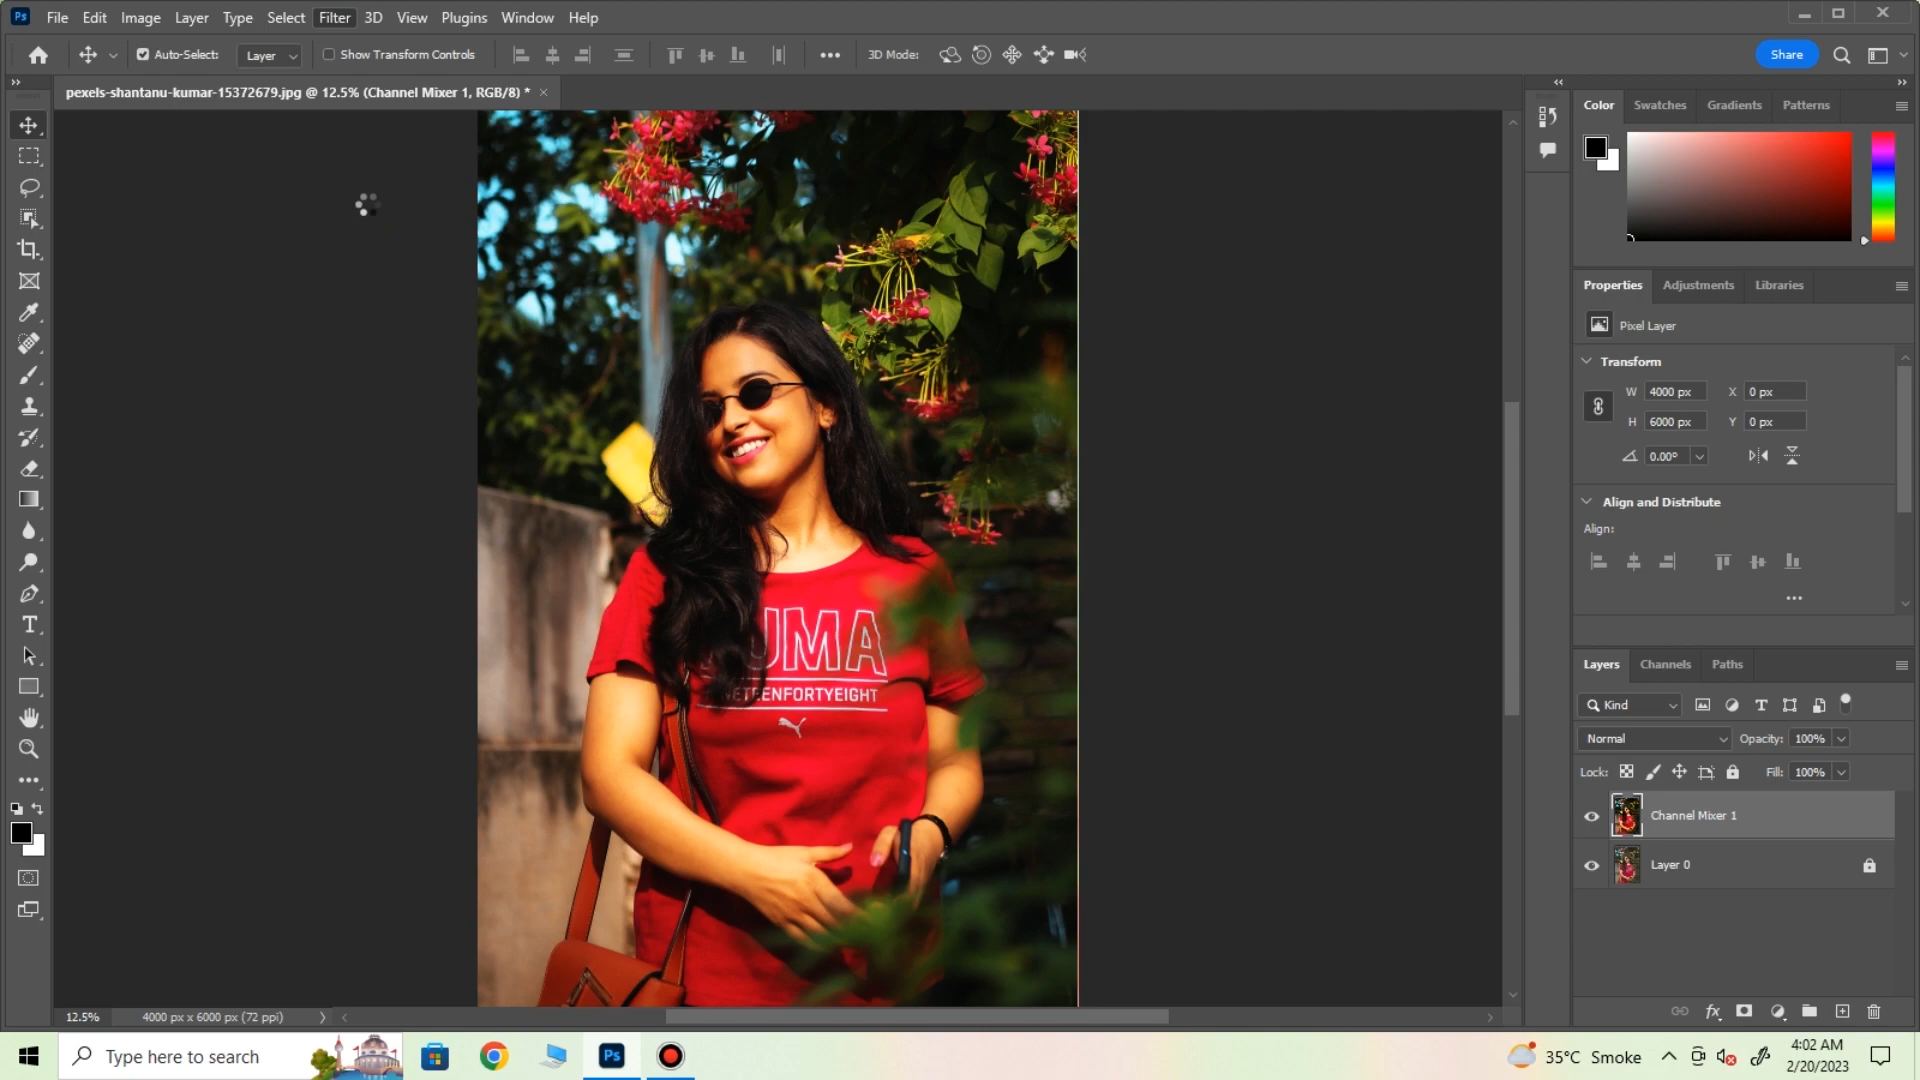 Ps File Edit Image Layer Type Select Filter 3D View Plugins Window Help
Auto-Select: Layer Show Transform Controls 3D Mode: Share
pexels-shantanu-kumar-15372679.jpg @ 12.5% (Channel Mixer 1, RGB/8) *
Color Swatches Gradients Patterns
Properties Adjustments Libraries
Pixel Layer
Transform
W 4000 px X 0 px
H 6000 px Y 0 px
0.00°
Align and Distribute
Align:
UMA
ETEENFORTYEIGHT
Layers Channels Paths
Kind
Normal Opacity: 100%
Lock: Fill: 100%
Channel Mixer 1
Layer 0
12.5% 4000 px x 6000 px (72 ppi)
Type here to search Ps 35°C Smoke
4:02 AM
2/20/2023